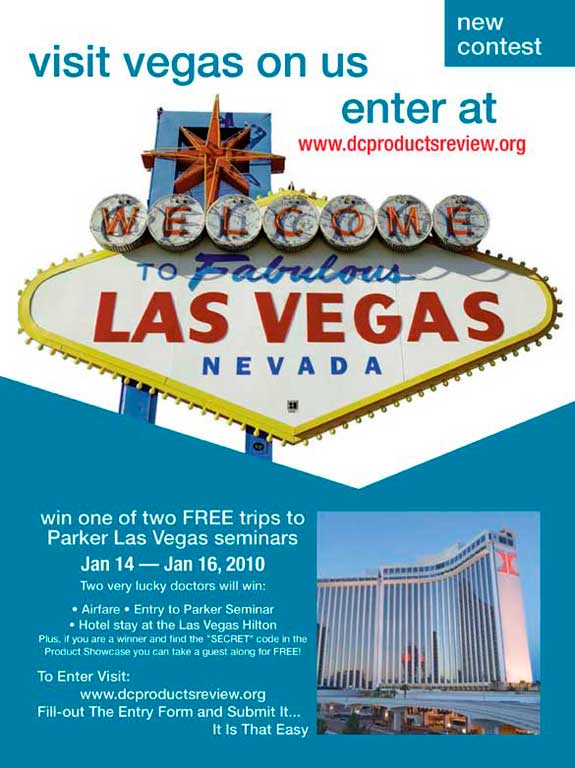 new
contest
visit vegas on us
enter at
www.dcproductsreview.org
WELCOME
TO Fabulous
LAS VEGAS
NEVADA
win one of two FREE trips to
Parker Las Vegas seminars
Jan 14 — Jan 16, 2010
Two very lucky doctors will win:
• Airfare • Entry to Parker Seminar
• Hotel stay at the Las Vegas Hilton
Plus, if you are a winner and find the "SECRET" code in the
Product Showcase you can take a guest along for FREE!
To Enter Visit:
www.dcproductsreview.org
Fill-out The Entry Form and Submit It...
It Is That Easy